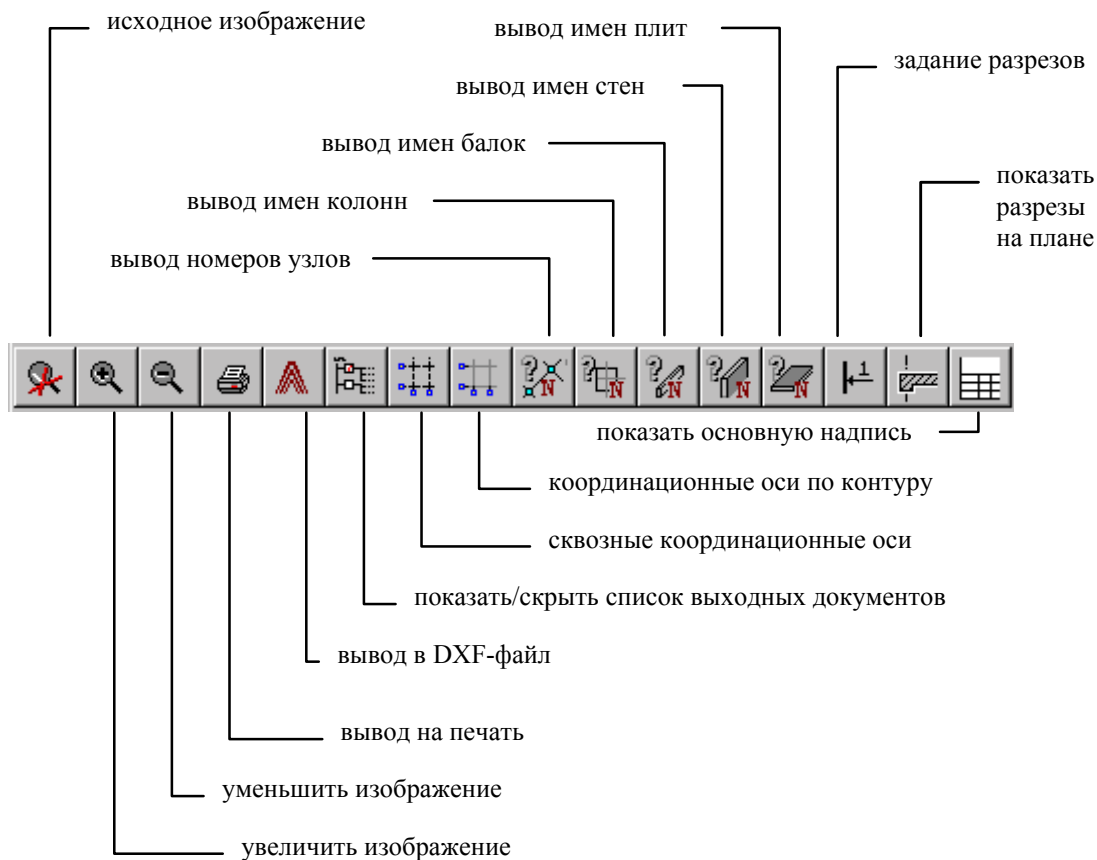 исходное изображение
вывод имен плит
задание разрезов
вывод имен стен
вывод имен балок
показать
разрезы
на плане
вывод имен колонн
вывод номеров узлов
? N
? N
? N
? N
? N
1
показать основную надпись
координационные оси по контуру
сквозные координационные оси
показать/скрыть список выходных документов
вывод в DXF-файл
вывод на печать
уменьшить изображение
увеличить изображение